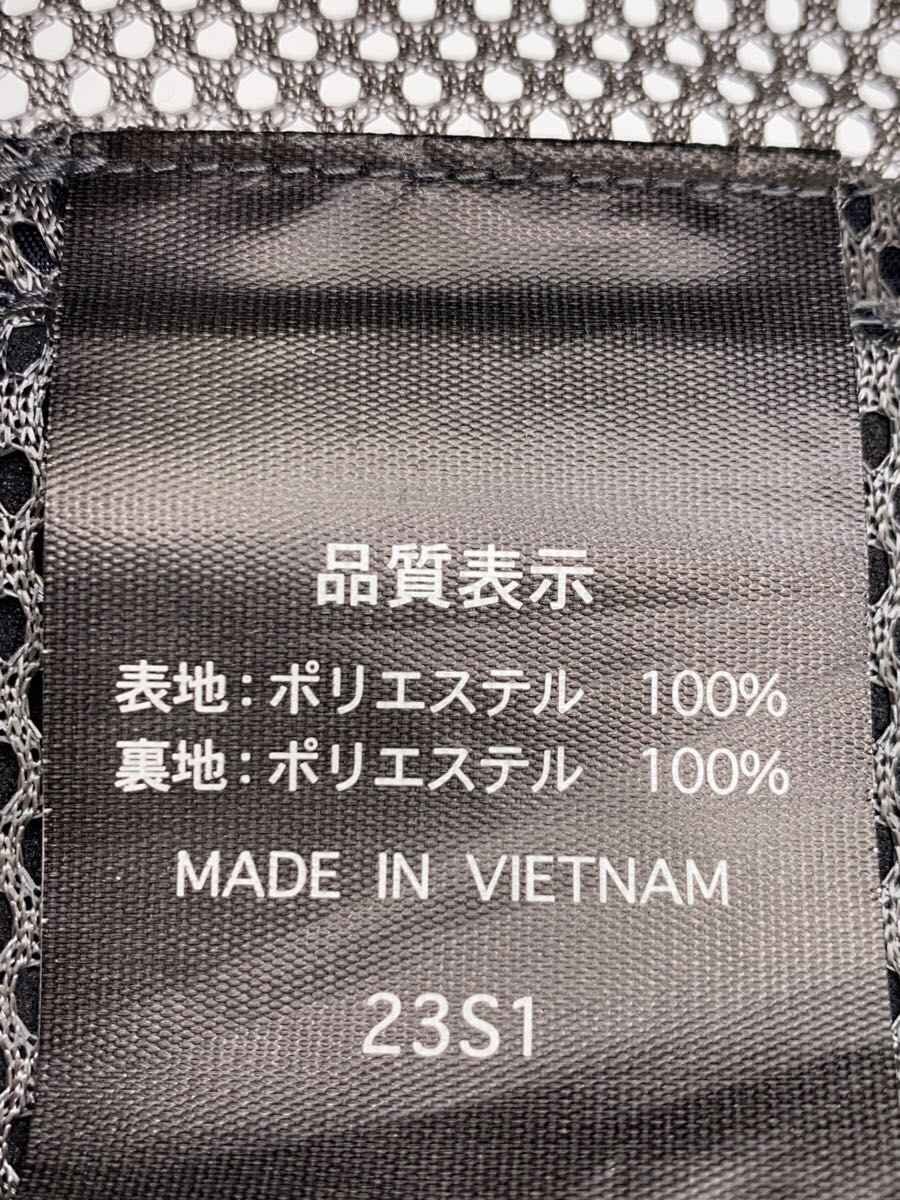 品質表示
表地：ポリエステル　100%
裏地：ポリエステル　100%
MADE IN VIETNAM
23S1